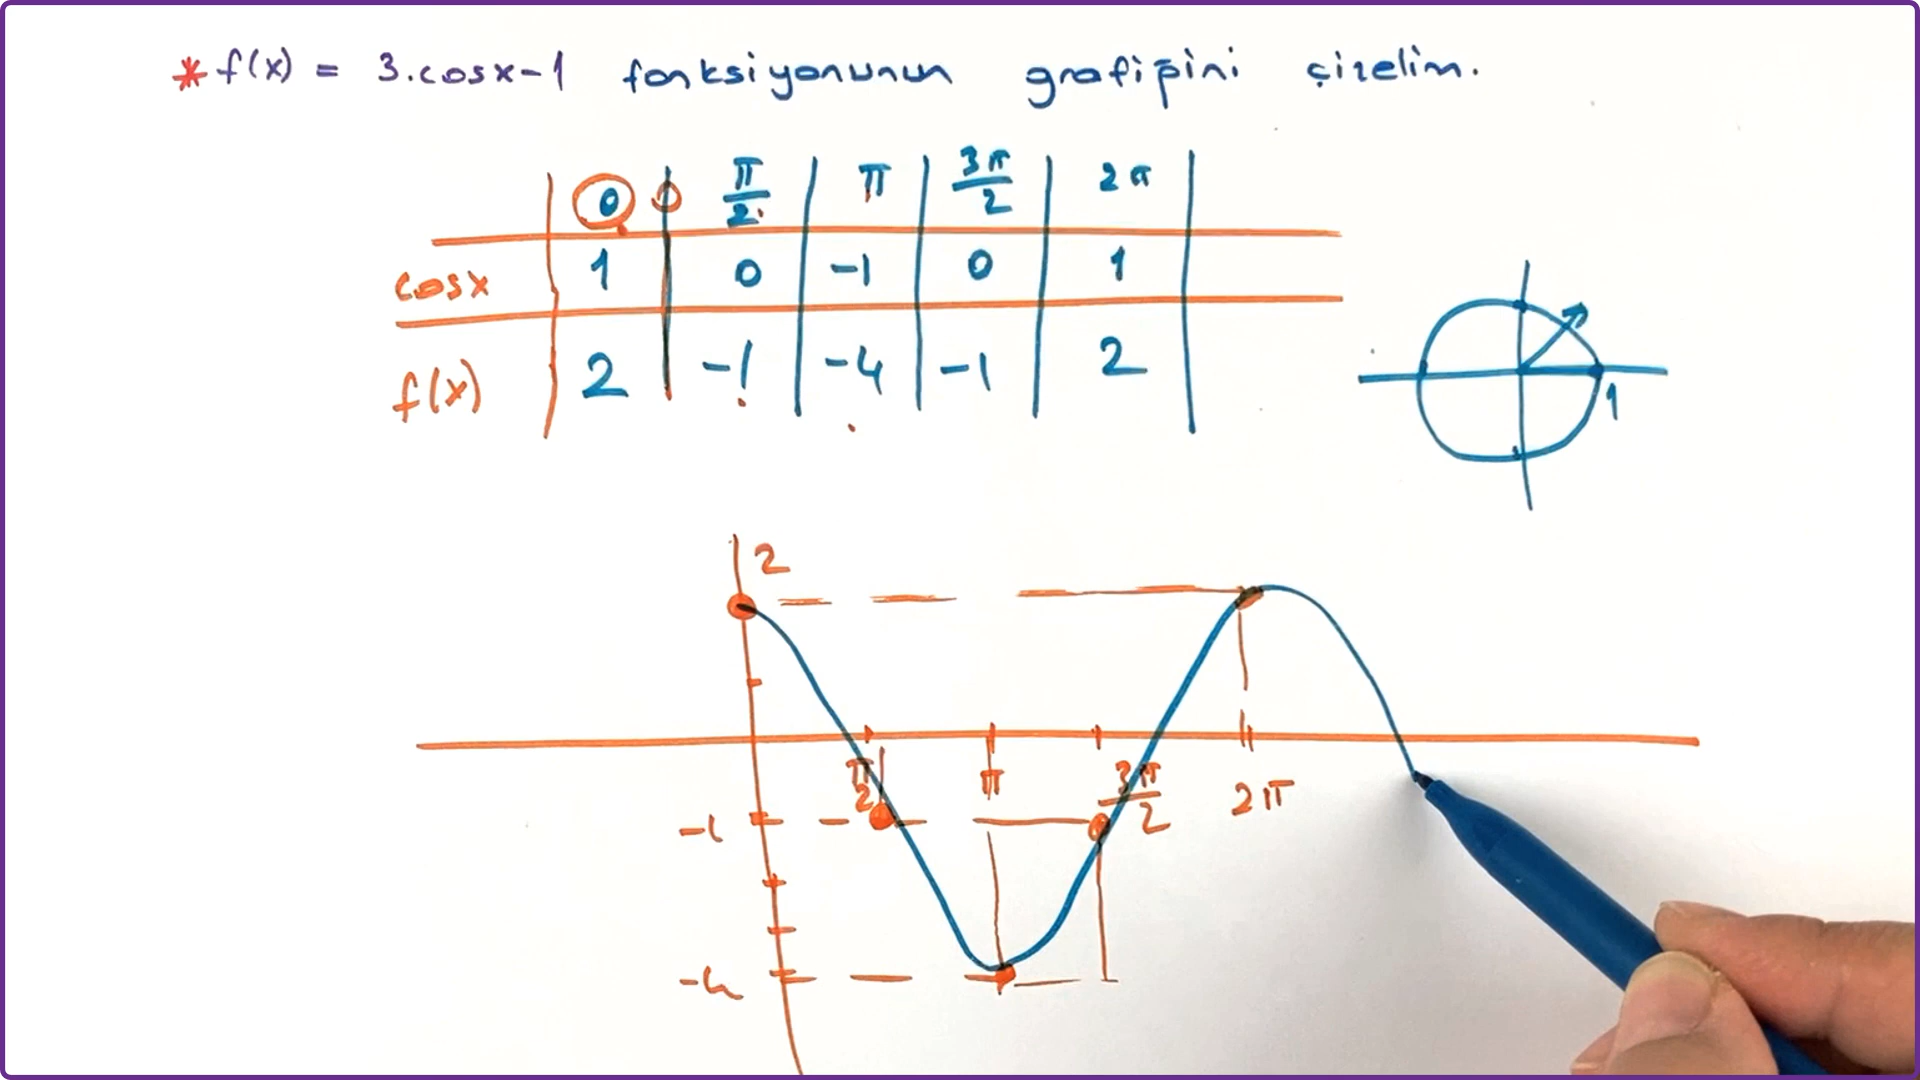 * f(x) = 3.cosx-1 fonksiyonunun grafiğini çizelim.
0 π/2 π 3π/2 2π
cosx 1 0 -1 0 1
f(x) 2 -1 -4 -1 2
1
2
π/2 π 3π/2 2π
-1
-4